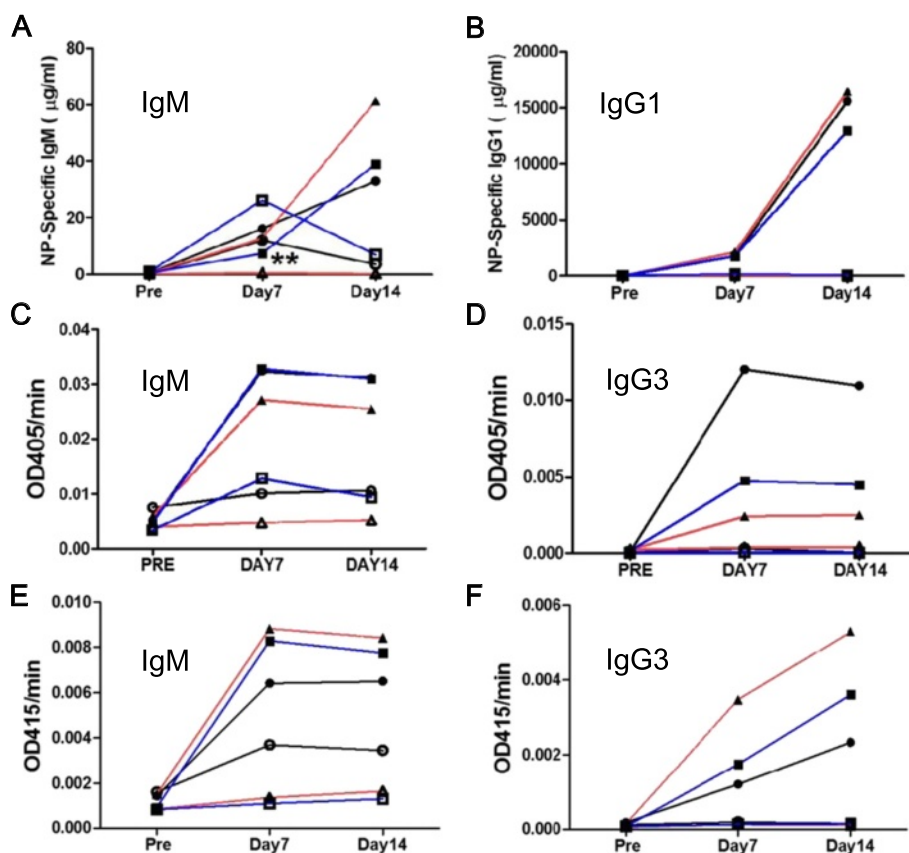 A
NP-Specific IgM ( μg/ml)
80
60
40
20
0
IgM
**
Pre Day7 Day14
B
NP-Specific IgG1 ( μg/ml)
20000
15000
10000
5000
0
IgG1
Pre Day7 Day14
C
OD405/min
0.04
0.03
0.02
0.01
0.00
IgM
PRE DAY7 DAY14
D
OD405/min
0.015
0.010
0.005
0.000
IgG3
PRE DAY7 DAY14
E
OD415/min
0.010
0.008
0.006
0.004
0.002
0.000
IgM
Pre Day7 Day14
F
OD415/min
0.006
0.004
0.002
0.000
IgG3
Pre Day7 Day14